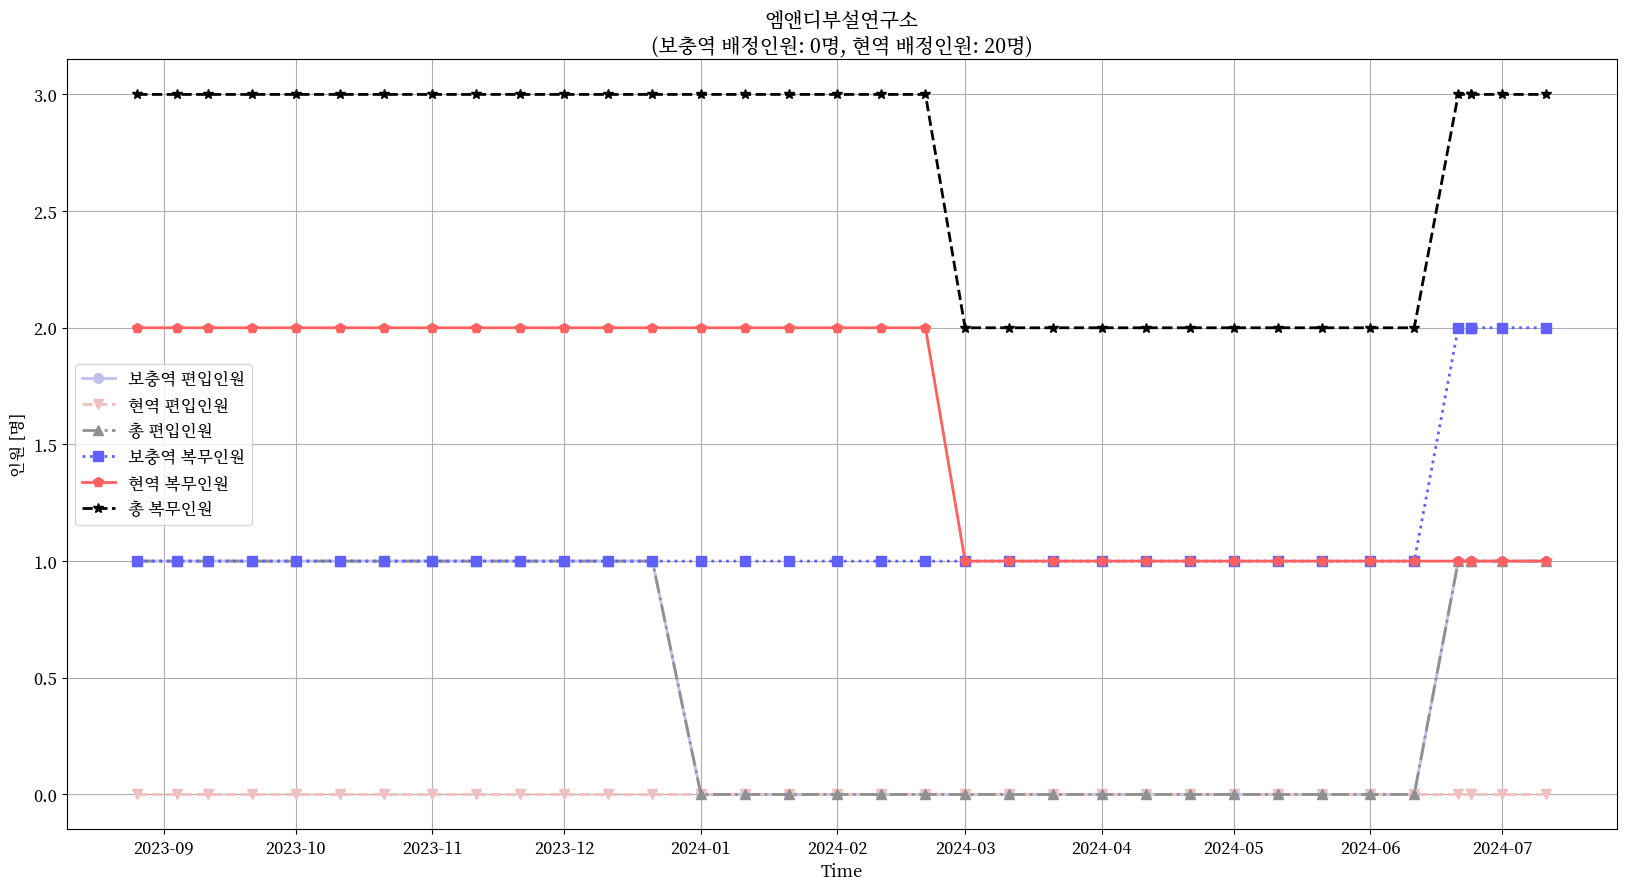 엠앤디부설연구소
(보충역 배정인원: 0명, 현역 배정인원: 20명)
3.0
2.5
2.0
1.5
1.0
0.5
0.0
인원 [명]
보충역 편입인원
현역 편입인원
총 편입인원
보충역 복무인원
현역 복무인원
총 복무인원
2023-09
2023-10
2023-11
2023-12
2024-01
2024-02
2024-03
2024-04
2024-05
2024-06
2024-07
Time